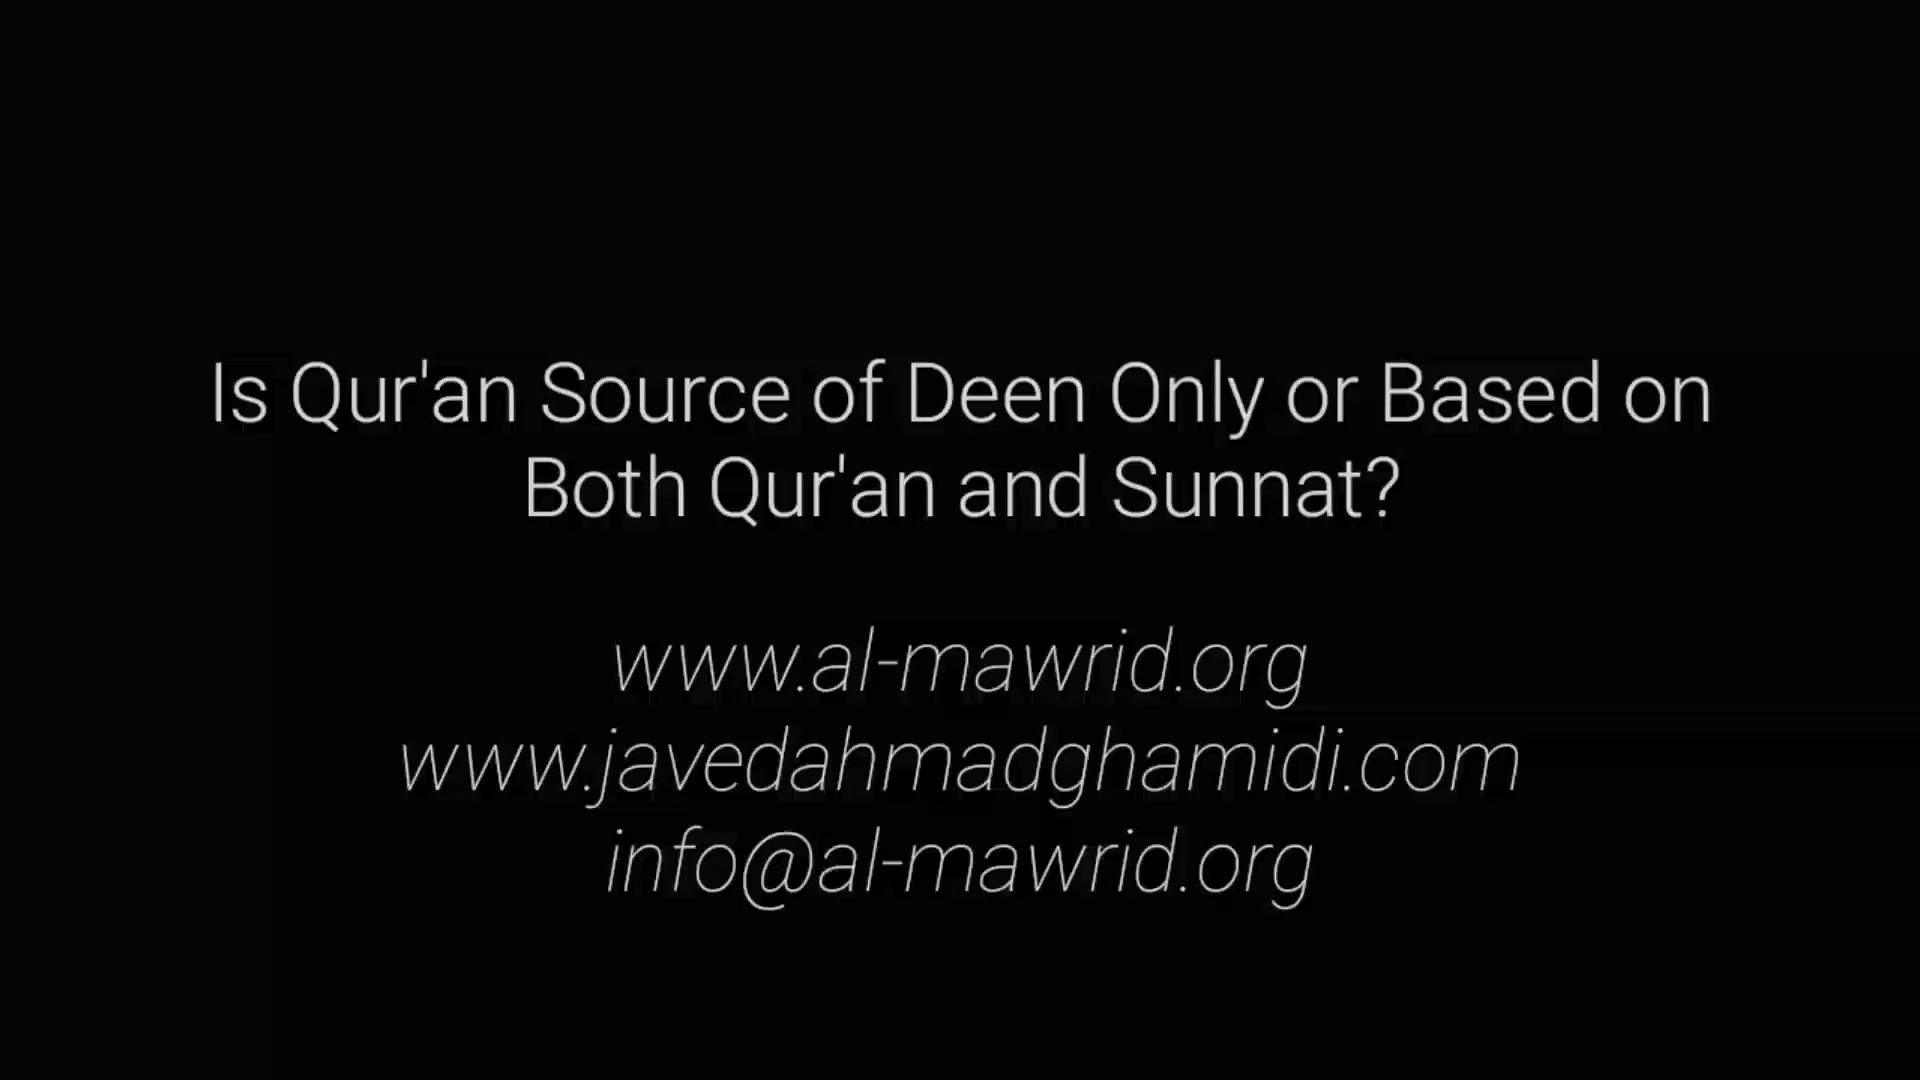 Is Qur'an Source of Deen Only or Based on
Both Qur'an and Sunnat?
www.al-mawrid.org
www.javedahmadghamidi.com
info@al-mawrid.org